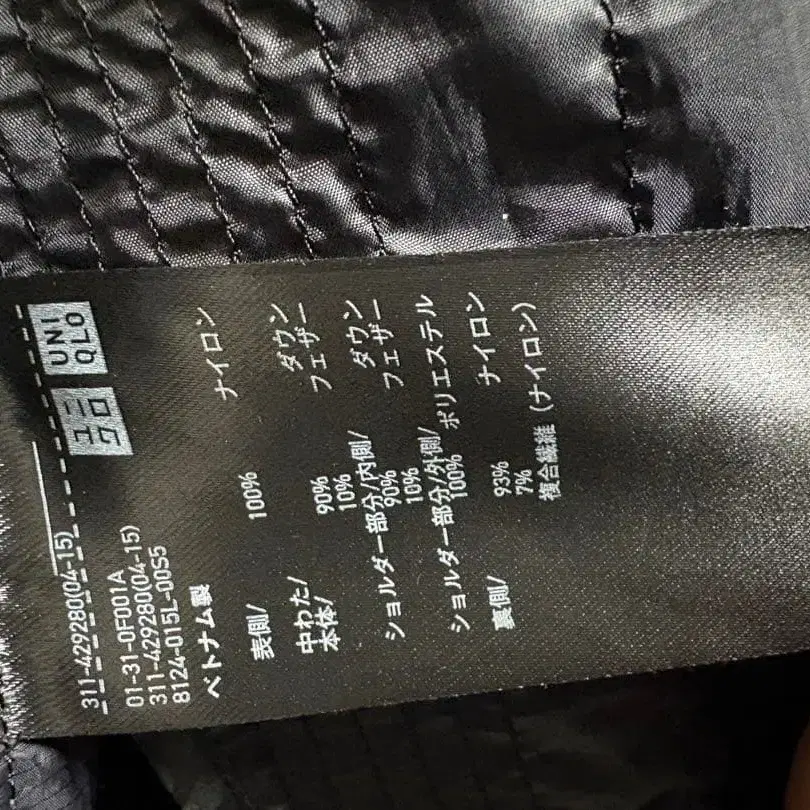 ユニクロ UNIQLO
311-429280(04-15)
01-31-0F001A
311-429280(04-15)
8124-015L-00S5
ベトナム製
表側/
100% ナイロン
中わた/
本体/
90% ダウン
10% フェザー
ショルダー部分/内側/
90% ダウン
10% フェザー
ショルダー部分/外側/
100% ポリエステル
裏側/
93% ナイロン
7% 複合繊維 (ナイロン)